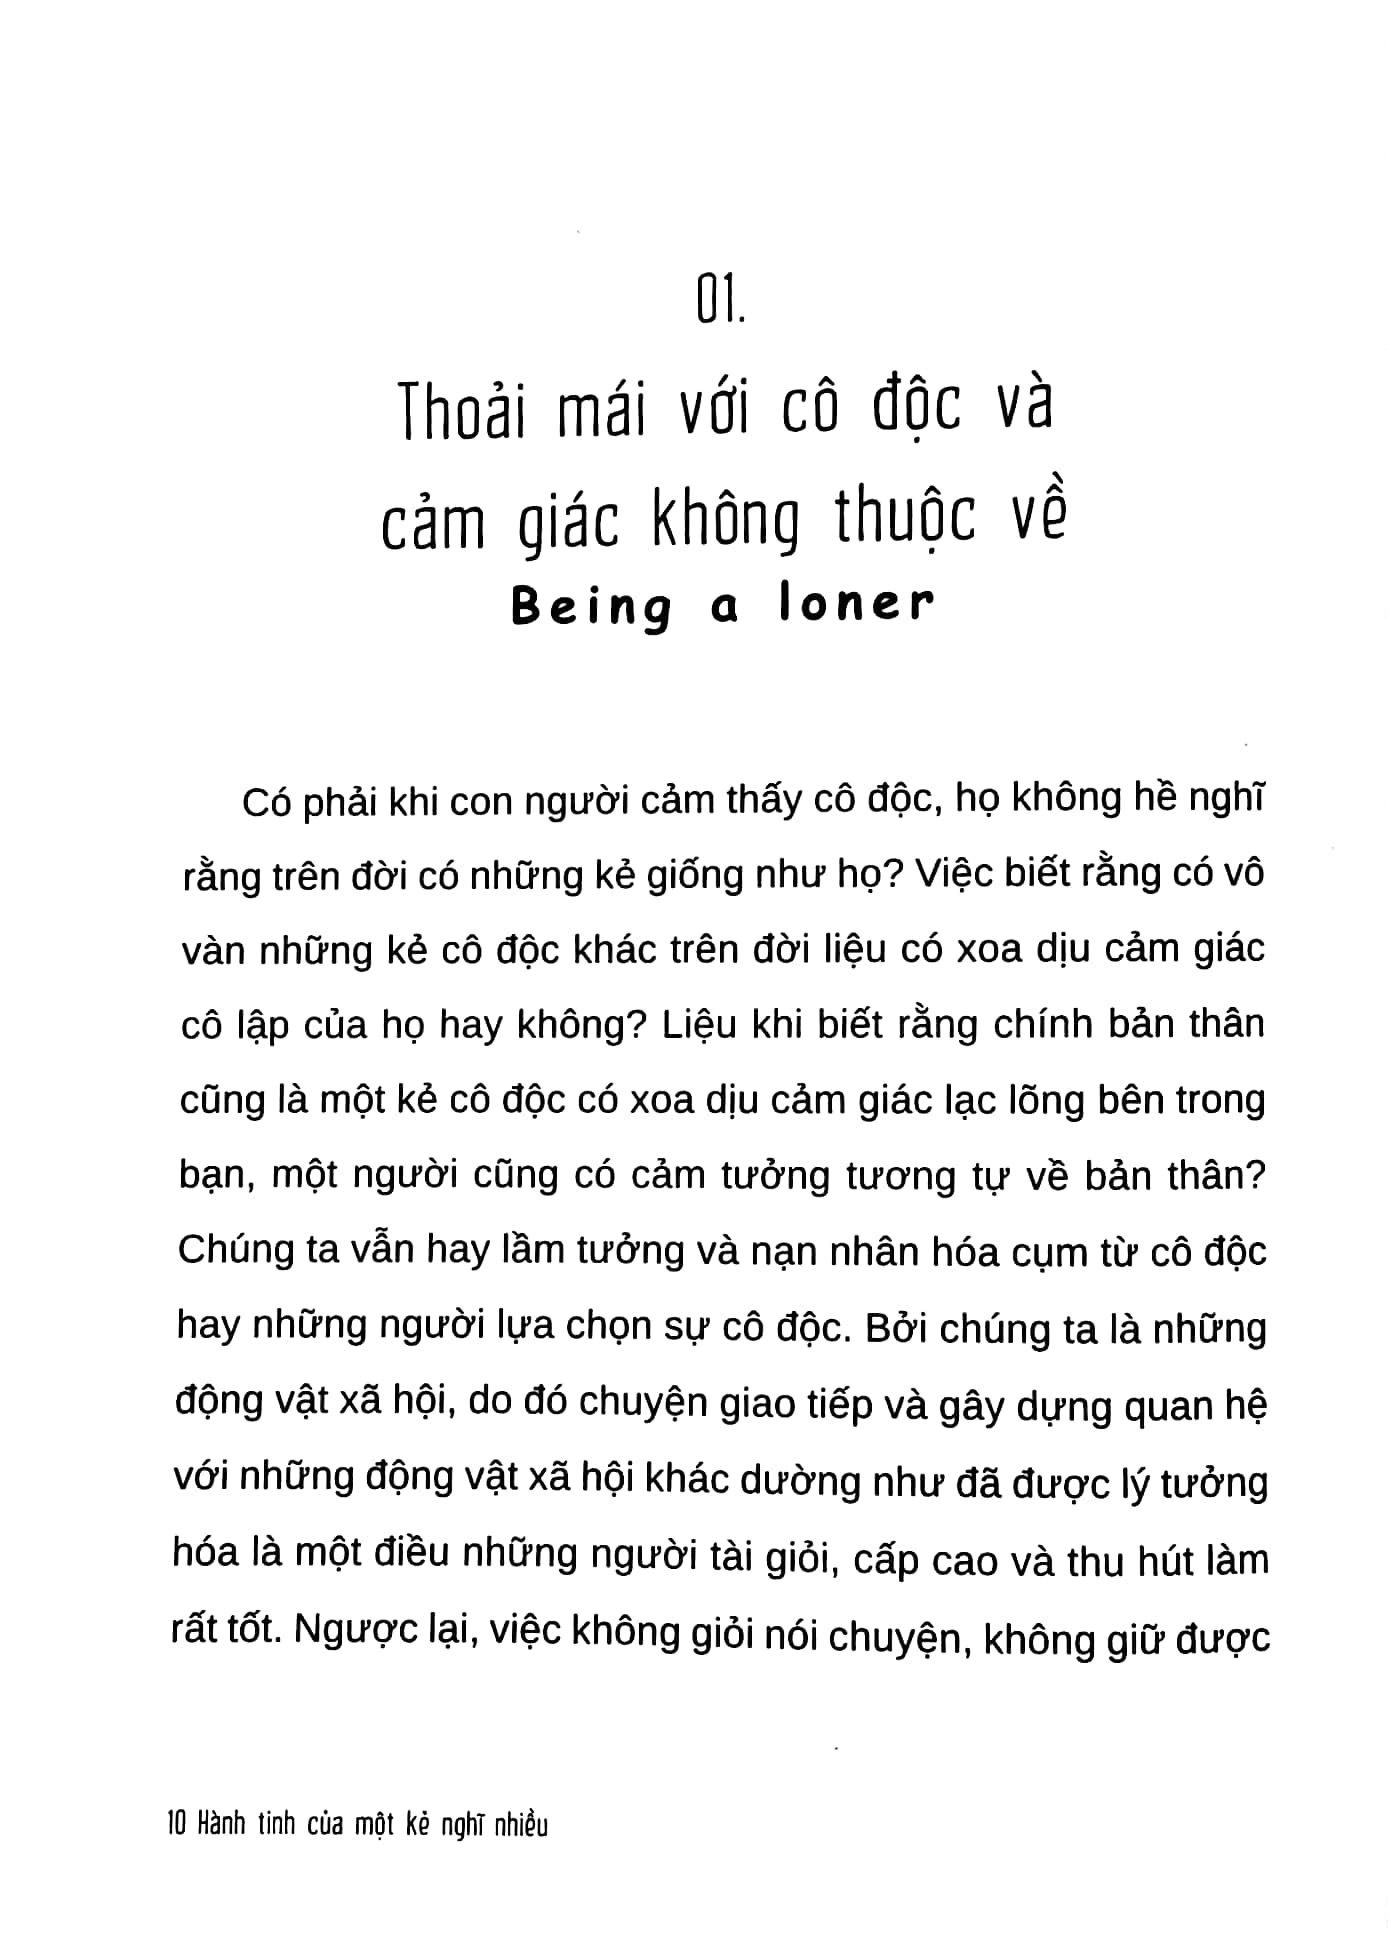 01.
Thoải mái với cô độc và
cảm giác không thuộc về
Being a loner
Có phải khi con người cảm thấy cô độc, họ không hề nghĩ
rằng trên đời có những kẻ giống như họ? Việc biết rằng có vô
vàn những kẻ cô độc khác trên đời liệu có xoa dịu cảm giác
cô lập của họ hay không? Liệu khi biết rằng chính bản thân
cũng là một kẻ cô độc có xoa dịu cảm giác lạc lõng bên trong
bạn, một người cũng có cảm tưởng tương tự về bản thân?
Chúng ta vẫn hay lầm tưởng và nạn nhân hóa cụm từ cô độc
hay những người lựa chọn sự cô độc. Bởi chúng ta là những
động vật xã hội, do đó chuyện giao tiếp và gây dựng quan hệ
với những động vật xã hội khác dường như đã được lý tưởng
hóa là một điều những người tài giỏi, cấp cao và thu hút làm
rất tốt. Ngược lại, việc không giỏi nói chuyện, không giữ được
10 Hành tinh của một kẻ nghĩ nhiều